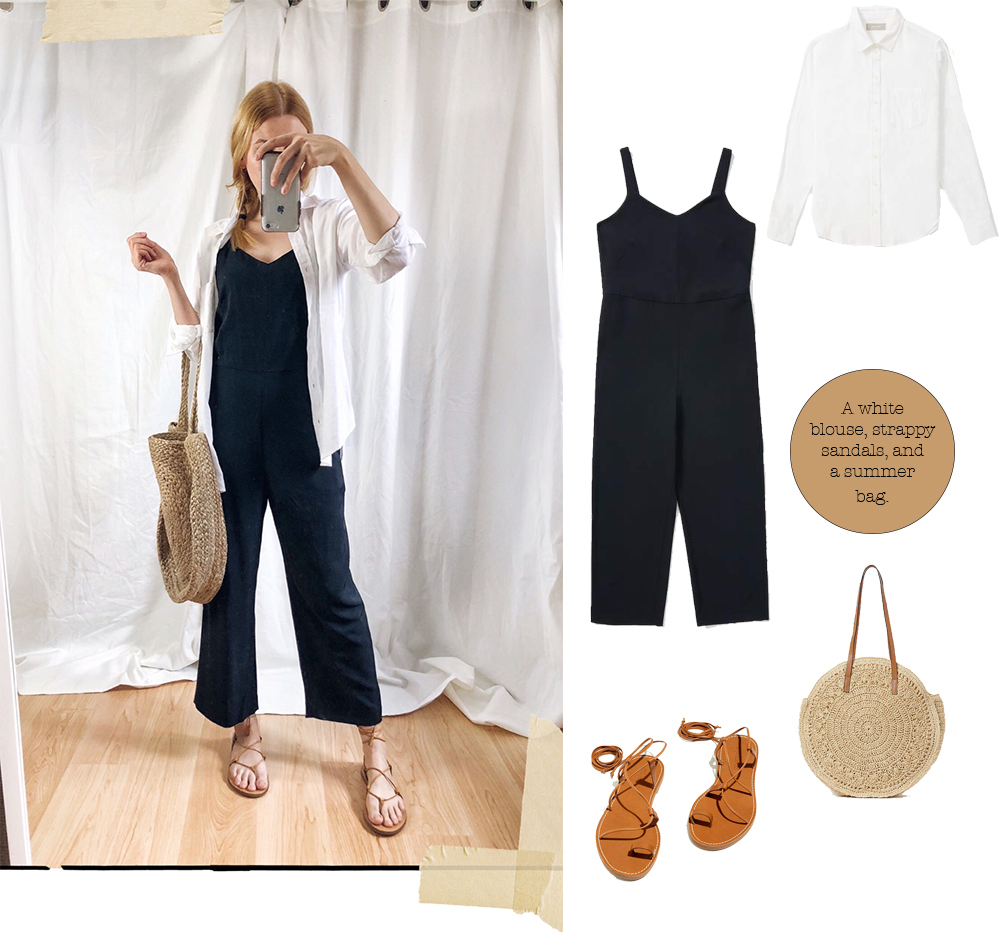 A white
blouse, strappy
sandals, and
a summer
bag.